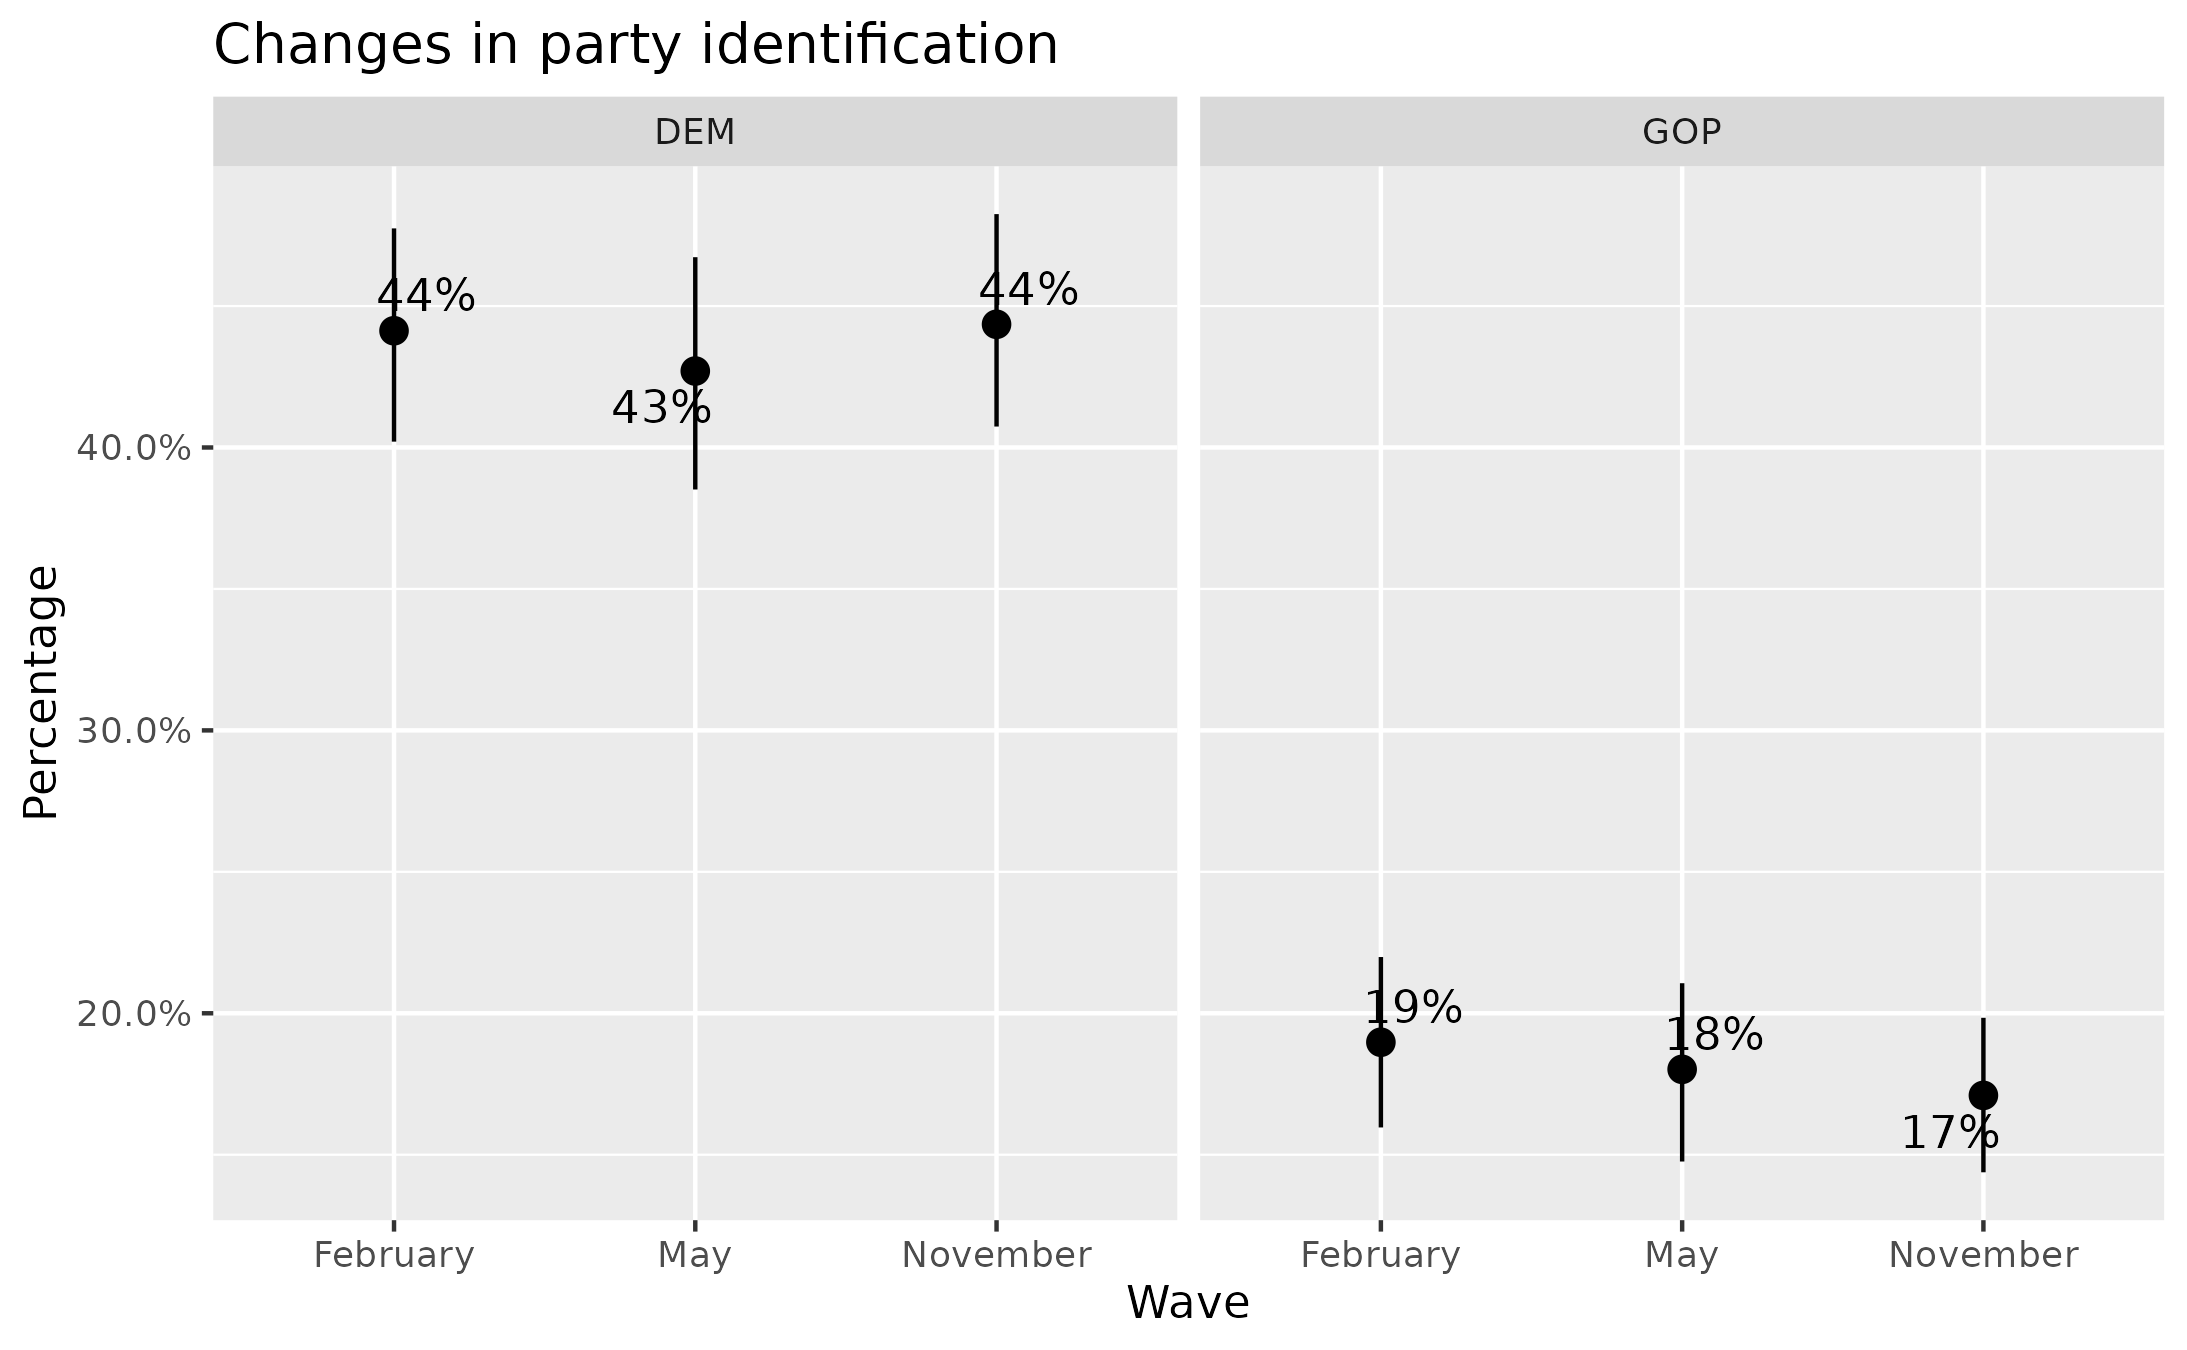 Changes in party identification
DEM
GOP
44%
43%
44%
19%
18%
17%
40.0%
30.0%
20.0%
Percentage
February May November
February May November
Wave